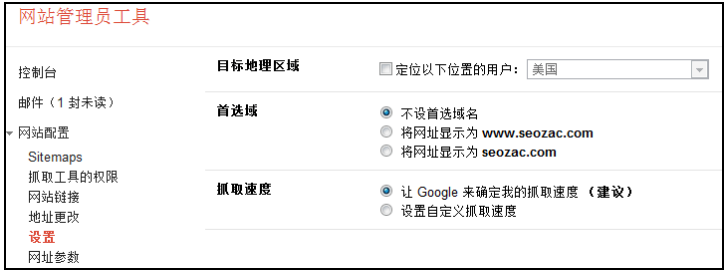 网站管理员工具
控制台
邮件（1 封未读）
网站配置
Sitemaps
抓取工具的权限
网站链接
地址更改
设置
网址参数
目标地理区域
定位以下位置的用户： 美国
首选域
不设首选域名
将网址显示为 www.seozac.com
将网址显示为 seozac.com
抓取速度
让 Google 来确定我的抓取速度 （建议）
设置自定义抓取速度